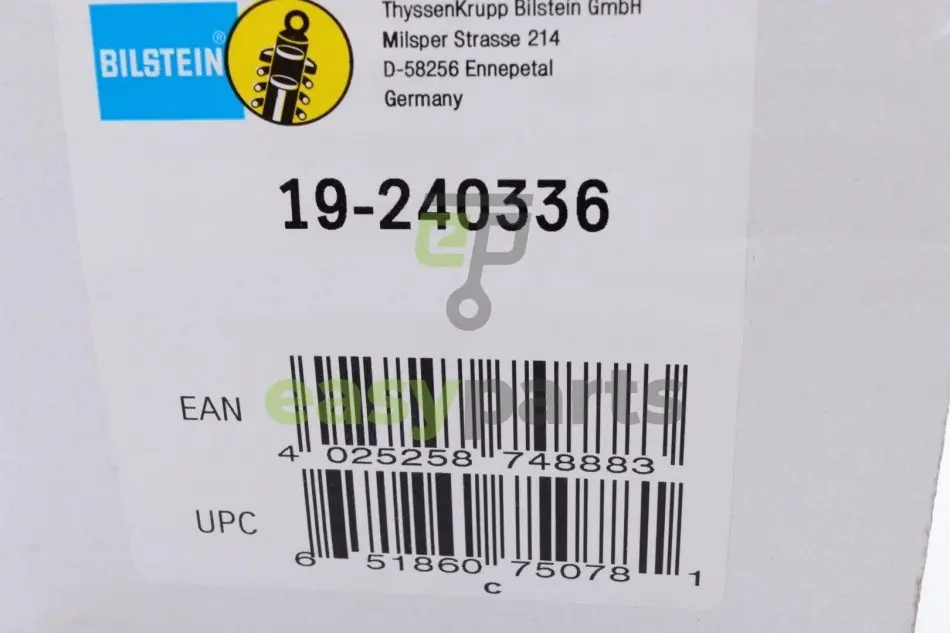 ThyssenKrupp Bilstein GmbH
Milsper Strasse 214
D-58256 Ennepetal
Germany
BILSTEIN®
19-240336
ep
easyparts
EAN
4 025258 748883
UPC
6 51860 75078 1
c